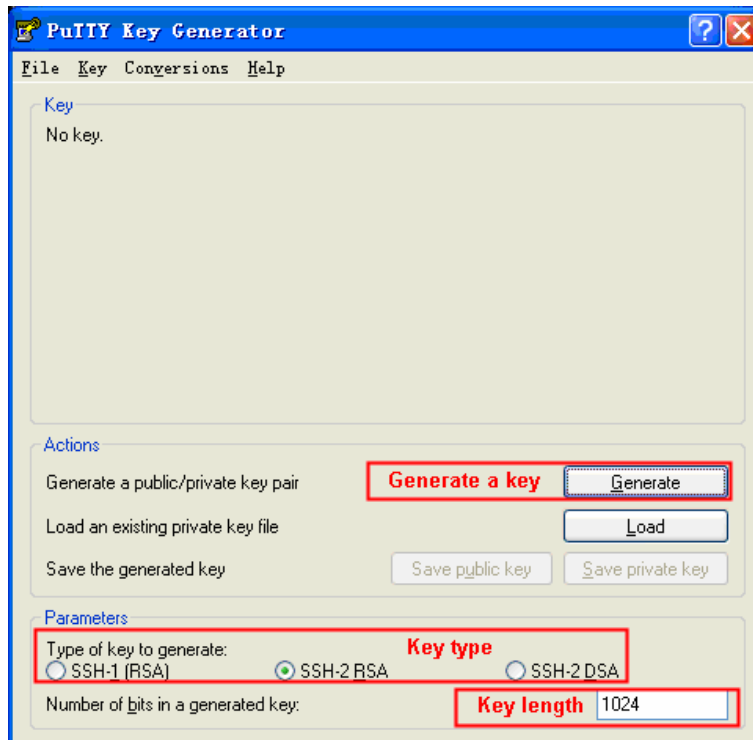 PuTTY Key Generator
File Key Conversions Help
Key
No key.
Actions
Generate a public/private key pair Generate a key Generate
Load an existing private key file Load
Save the generated key Save public key Save private key
Parameters
Type of key to generate: Key type
SSH-1 (RSA) SSH-2 RSA SSH-2 DSA
Number of bits in a generated key: Key length 1024